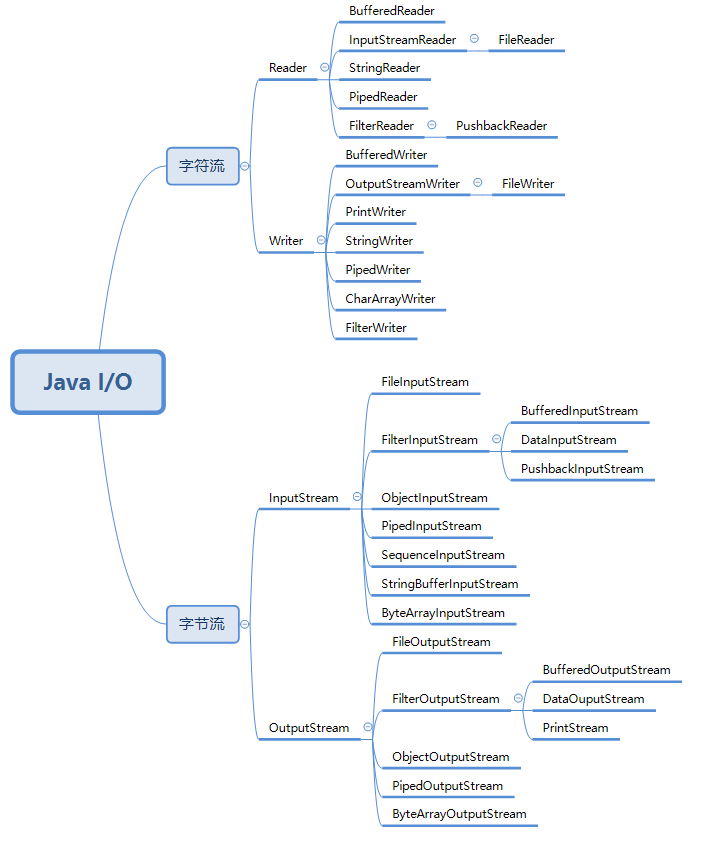 Java I/O
字符流
Reader
BufferedReader
InputStreamReader
FileReader
StringReader
PipedReader
FilterReader
PushbackReader
Writer
BufferedWriter
OutputStreamWriter
FileWriter
PrintWriter
StringWriter
PipedWriter
CharArrayWriter
FilterWriter
字节流
InputStream
FileInputStream
FilterInputStream
BufferedInputStream
DataInputStream
PushbackInputStream
ObjectInputStream
PipedInputStream
SequenceInputStream
StringBufferInputStream
ByteArrayInputStream
OutputStream
FileOutputStream
FilterOutputStream
BufferedOutputStream
DataOuputStream
PrintStream
ObjectOutputStream
PipedOutputStream
ByteArrayOutputStream